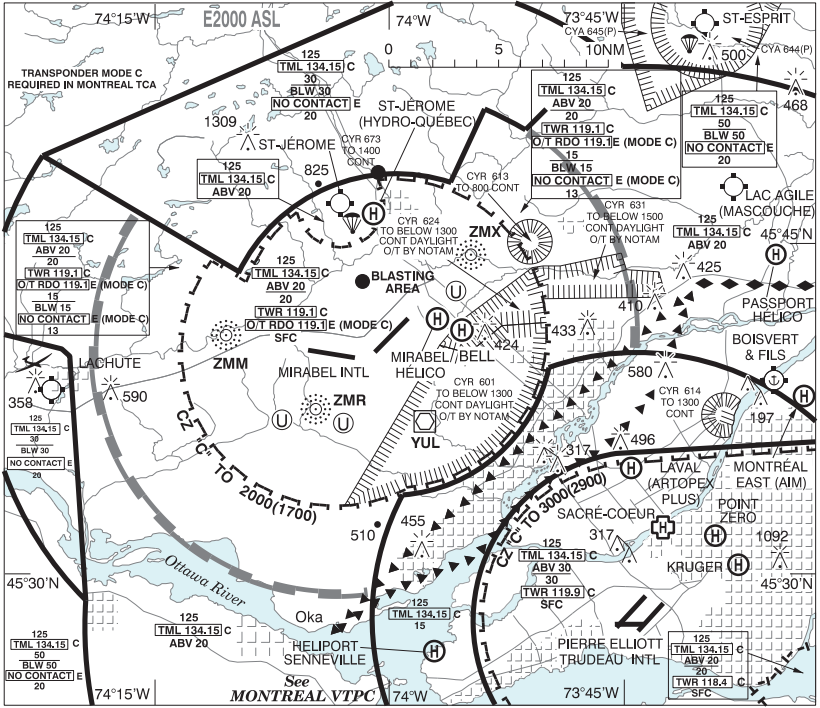 74°15'W
E2000 ASL
74°W
73°45'W
ST-ESPRIT
CYA 645(P)
CYA 644(P)
0 5 10NM
500
468
TRANSPONDER MODE C
REQUIRED IN MONTREAL TCA
125
TML 134.15 C
30
BLW 30
NO CONTACT E
20
125
TML 134.15 C
ABV 20
20
TWR 119.1 C
O/T RDO 119.1 E (MODE C)
15
BLW 15
NO CONTACT E (MODE C)
13
125
TML 134.15 C
50
BLW 50
NO CONTACT E
20
1309
ST-JÉROME
(HYDRO-QUÉBEC)
ST-JÉROME
CYR 673
TO 1400
CONT
825
125
TML 134.15 C
ABV 20
CYR 613
TO 800 CONT
LAC AGILE
(MASCOUCHE)
CYR 631
TO BELOW 1500
CONT DAYLIGHT
O/T BY NOTAM
CYR 624
TO BELOW 1300
CONT DAYLIGHT
O/T BY NOTAM
ZMX
125
TML 134.15 C
ABV 20
45°45'N
H
H
425
125
TML 134.15 C
ABV 20
20
TWR 119.1 C
O/T RDO 119.1 E (MODE C)
15
BLW 15
NO CONTACT E (MODE C)
13
125
TML 134.15 C
ABV 20
20
TWR 119.1 C
O/T RDO 119.1 E (MODE C)
SFC
BLASTING
AREA
U
410
PASSPORT
HÉLICO
H
H
424
433
LACHUTE
ZMM
MIRABEL INTL
MIRABEL/
HÉLICO
BELL
BOISVERT
& FILS
580
358
590
ZMR
U
U
YUL
CYR 601
TO BELOW 1300
CONT DAYLIGHT
O/T BY NOTAM
CYR 614
TO 1300
CONT
H
197
125
TML 134.15 C
30
BLW 30
NO CONTACT E
20
CZ "C" TO 2000(1700)
317
496
H
LAVAL
(ARTOPEX
PLUS)
MONTRÉAL
EAST (AIM)
CZ "C" TO 3000(2900)
SACRÉ-COEUR
H
POINT
ZERO
H
510
455
317
1092
KRUGER
H
125
TML 134.15 C
ABV 30
30
TWR 119.9 C
SFC
45°30'N
45°30'N
Ottawa River
Oka
125
TML 134.15 C
ABV 20
125
TML 134.15 C
15
125
TML 134.15 C
50
BLW 50
NO CONTACT E
20
HELIPORT
SENNEVILLE
H
PIERRE ELLIOTT
TRUDEAU INTL
125
TML 134.15 C
ABV 20
20
TWR 118.4 C
SFC
See
MONTREAL VTPC
74°15'W
74°W
73°45'W